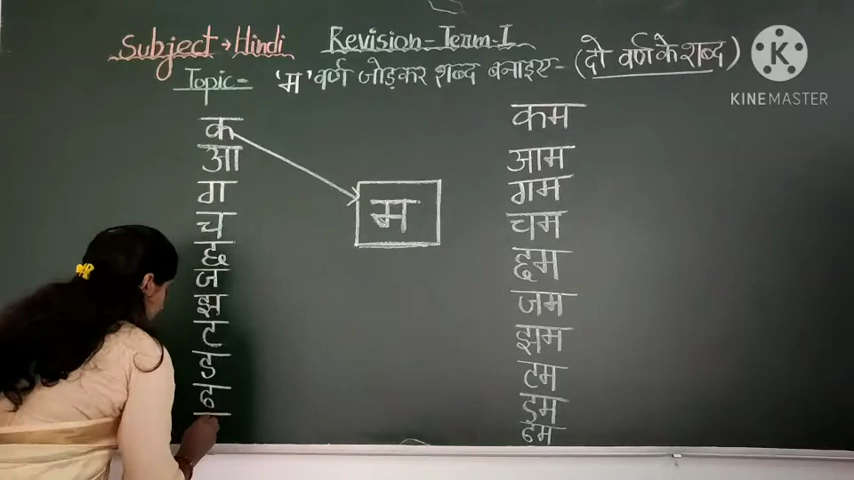 Subject→Hindi Revision-Term-I
Topic- 'म' वर्ण जोड़कर शब्द बनाइए- (दो वर्ण के शब्द)
K
KINEMASTER
क कम
आ आम
ग गम
च चम
छ छम
ज जम
झ झम
ट टम
ड डम
ढम
म